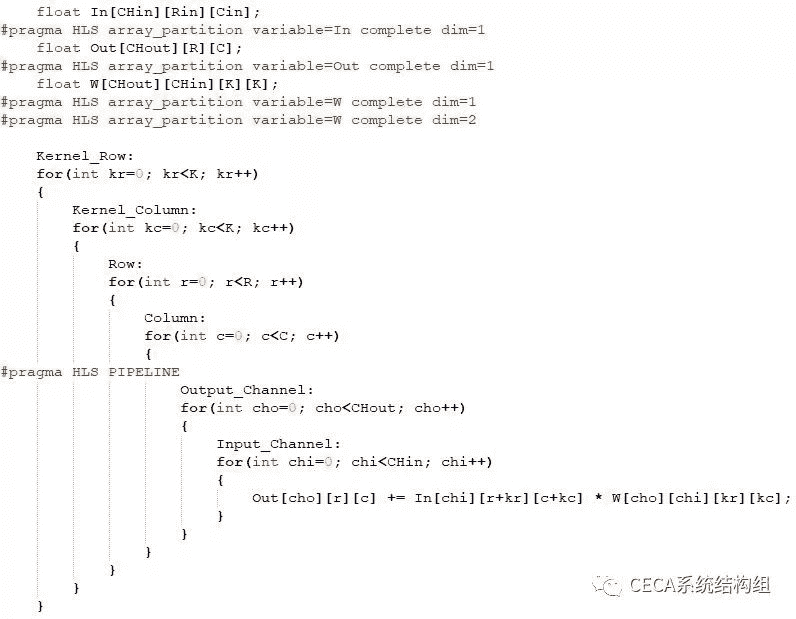 float In[CHin][Rin][Cin];
#pragma HLS array_partition variable=In complete dim=1
    float Out[CHout][R][C];
#pragma HLS array_partition variable=Out complete dim=1
    float W[CHout][CHin][K][K];
#pragma HLS array_partition variable=W complete dim=1
#pragma HLS array_partition variable=W complete dim=2
    Kernel_Row:
    for(int kr=0; kr<K; kr++)
    {
        Kernel_Column:
        for(int kc=0; kc<K; kc++)
        {
            Row:
            for(int r=0; r<R; r++)
            {
                Column:
                for(int c=0; c<C; c++)
                {
#pragma HLS PIPELINE
                    Output_Channel:
                    for(int cho=0; cho<CHout; cho++)
                    {
                        Input_Channel:
                        for(int chi=0; chi<CHin; chi++)
                        {
                            Out[cho][r][c] += In[chi][r+kr][c+kc] * W[cho][chi][kr][kc];
                        }
                    }
                }
            }
        }
    }
CECA系统结构组